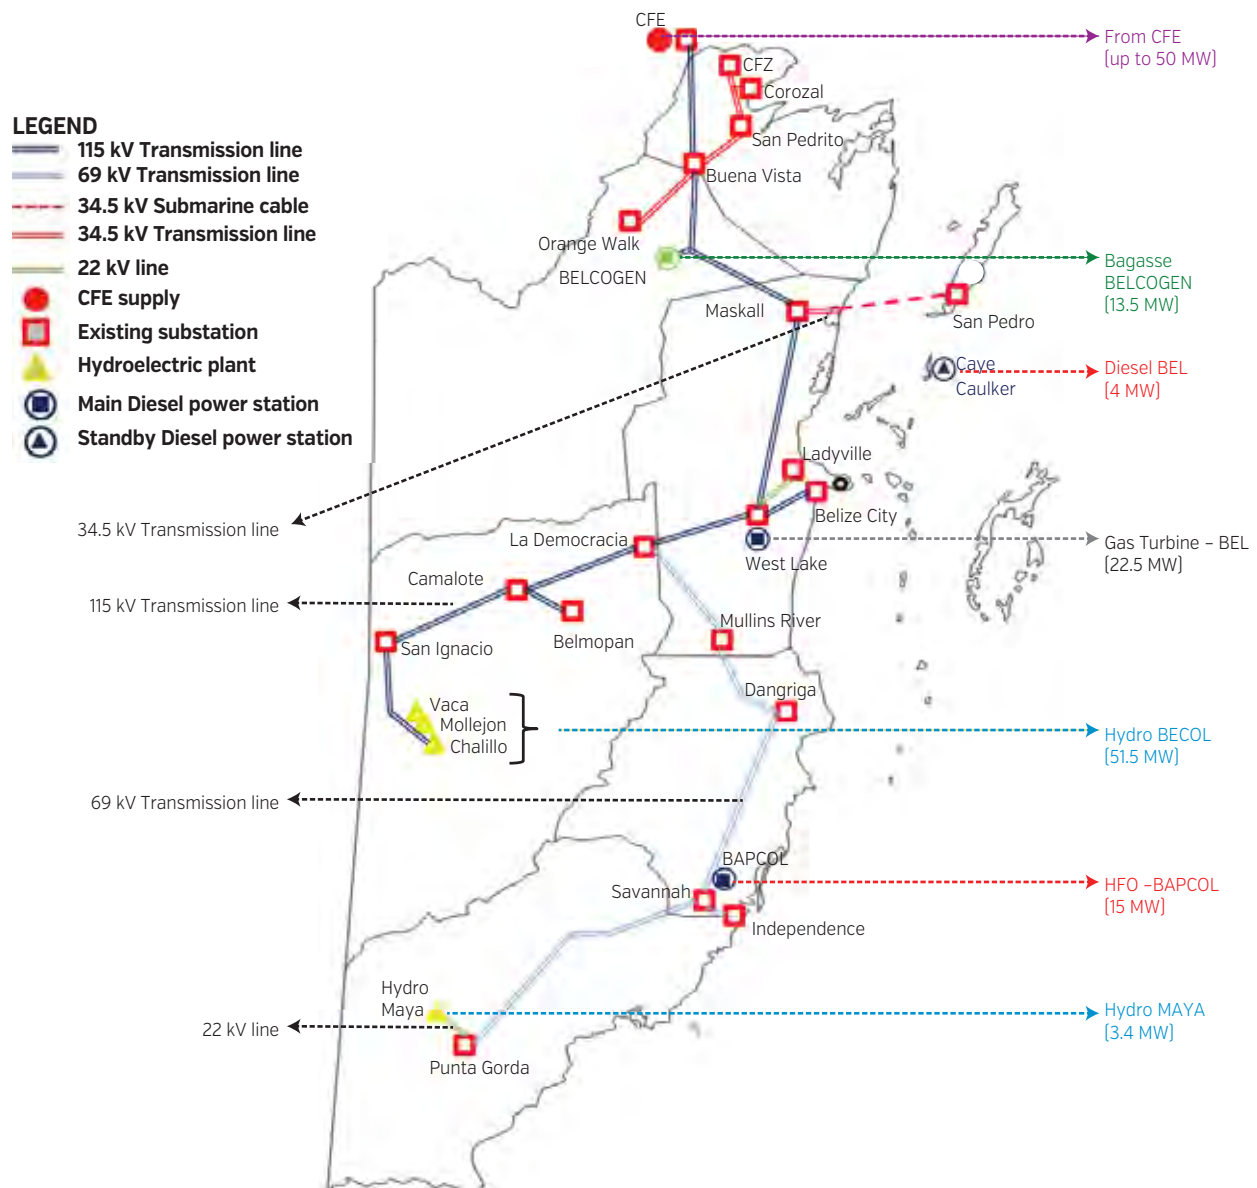 CFE
From CFE
(up to 50 MW)
CFZ
Corozal
LEGEND
115 kV Transmission line
69 kV Transmission line
34.5 kV Submarine cable
34.5 kV Transmission line
22 kV line
CFE supply
Existing substation
Hydroelectric plant
Main Diesel power station
Standby Diesel power station
San Pedrito
Buena Vista
Orange Walk
BELCOGEN
Bagasse
BELCOGEN
(13.5 MW)
Maskall
San Pedro
Caye
Caulker
Diesel BEL
(4 MW)
Ladyville
Belize City
34.5 kV Transmission line
La Democracia
West Lake
Gas Turbine – BEL
(22.5 MW)
Camalote
115 kV Transmission line
Belmopan
Mullins River
San Ignacio
Dangriga
Vaca
Mollejon
Chalillo
Hydro BECOL
(51.5 MW)
69 kV Transmission line
BAPCOL
Savannah
HFO –BAPCOL
(15 MW)
Independence
Hydro
Maya
22 kV line
Hydro MAYA
(3.4 MW)
Punta Gorda